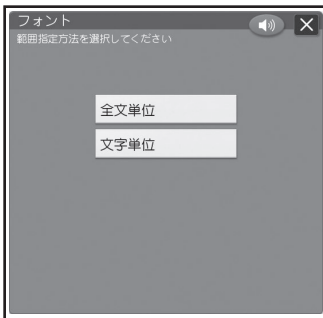 フォント
範囲指定方法を選択してください
全文単位
文字単位